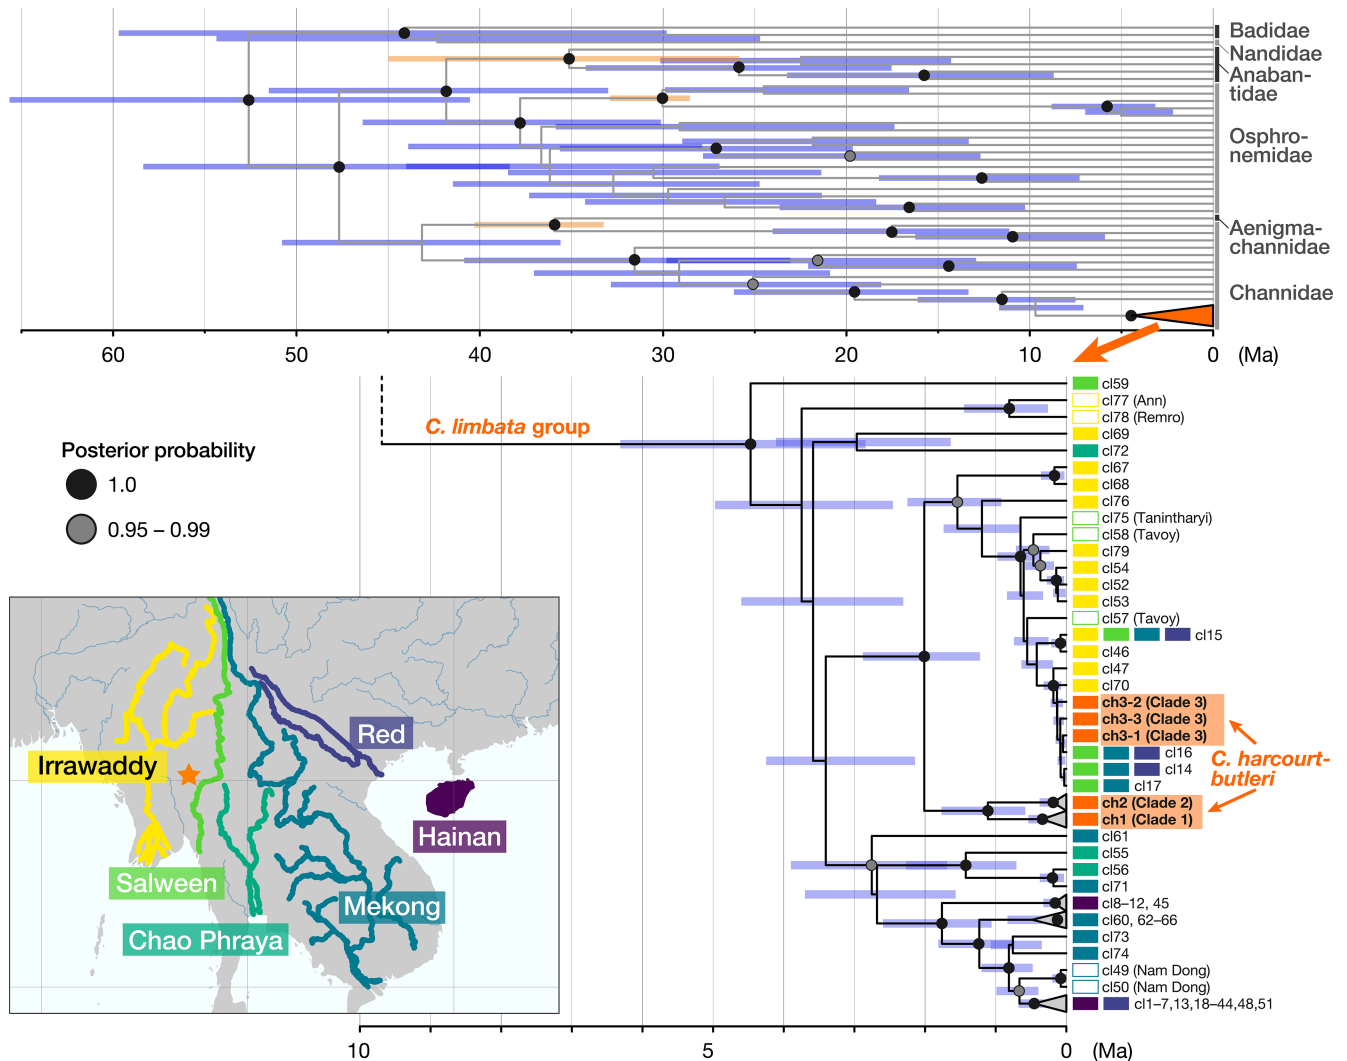 Badidae
Nandidae
Anaban-
tidae
Osphro-
nemidae
Aenigma-
channidae
Channidae
60
50
40
30
20
10
0
(Ma)
C. limbata group
Posterior probability
1.0
0.95 – 0.99
cl59
cl77 (Ann)
cl78 (Remro)
cl69
cl72
cl67
cl68
cl76
cl75 (Tanintharyi)
cl58 (Tavoy)
cl79
cl54
cl52
cl53
cl57 (Tavoy)
cl15
cl46
cl47
cl70
ch3-2 (Clade 3)
ch3-3 (Clade 3)
ch3-1 (Clade 3)
cl16
cl14
cl17
ch2 (Clade 2)
ch1 (Clade 1)
C. harcourt-
butleri
cl61
cl55
cl56
cl71
cl8–12, 45
cl60, 62–66
cl73
cl74
cl49 (Nam Dong)
cl50 (Nam Dong)
cl1–7,13,18–44,48,51
Red
Irrawaddy
Hainan
Salween
Mekong
Chao Phraya
10
5
0
(Ma)